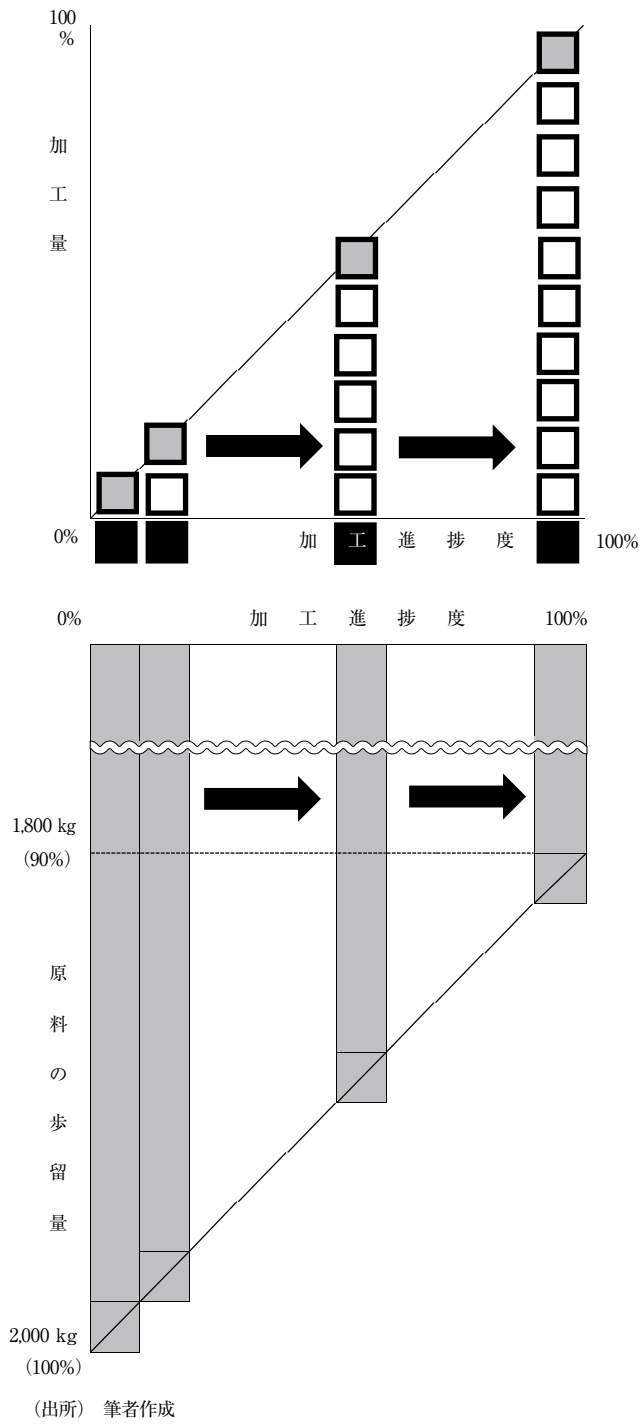 100
%
加工量
0%
加工進捗度
100%
0%
加工進捗度
100%
1,800 kg
(90%)
原料の歩留量
2,000 kg
(100%)
(出所) 筆者作成